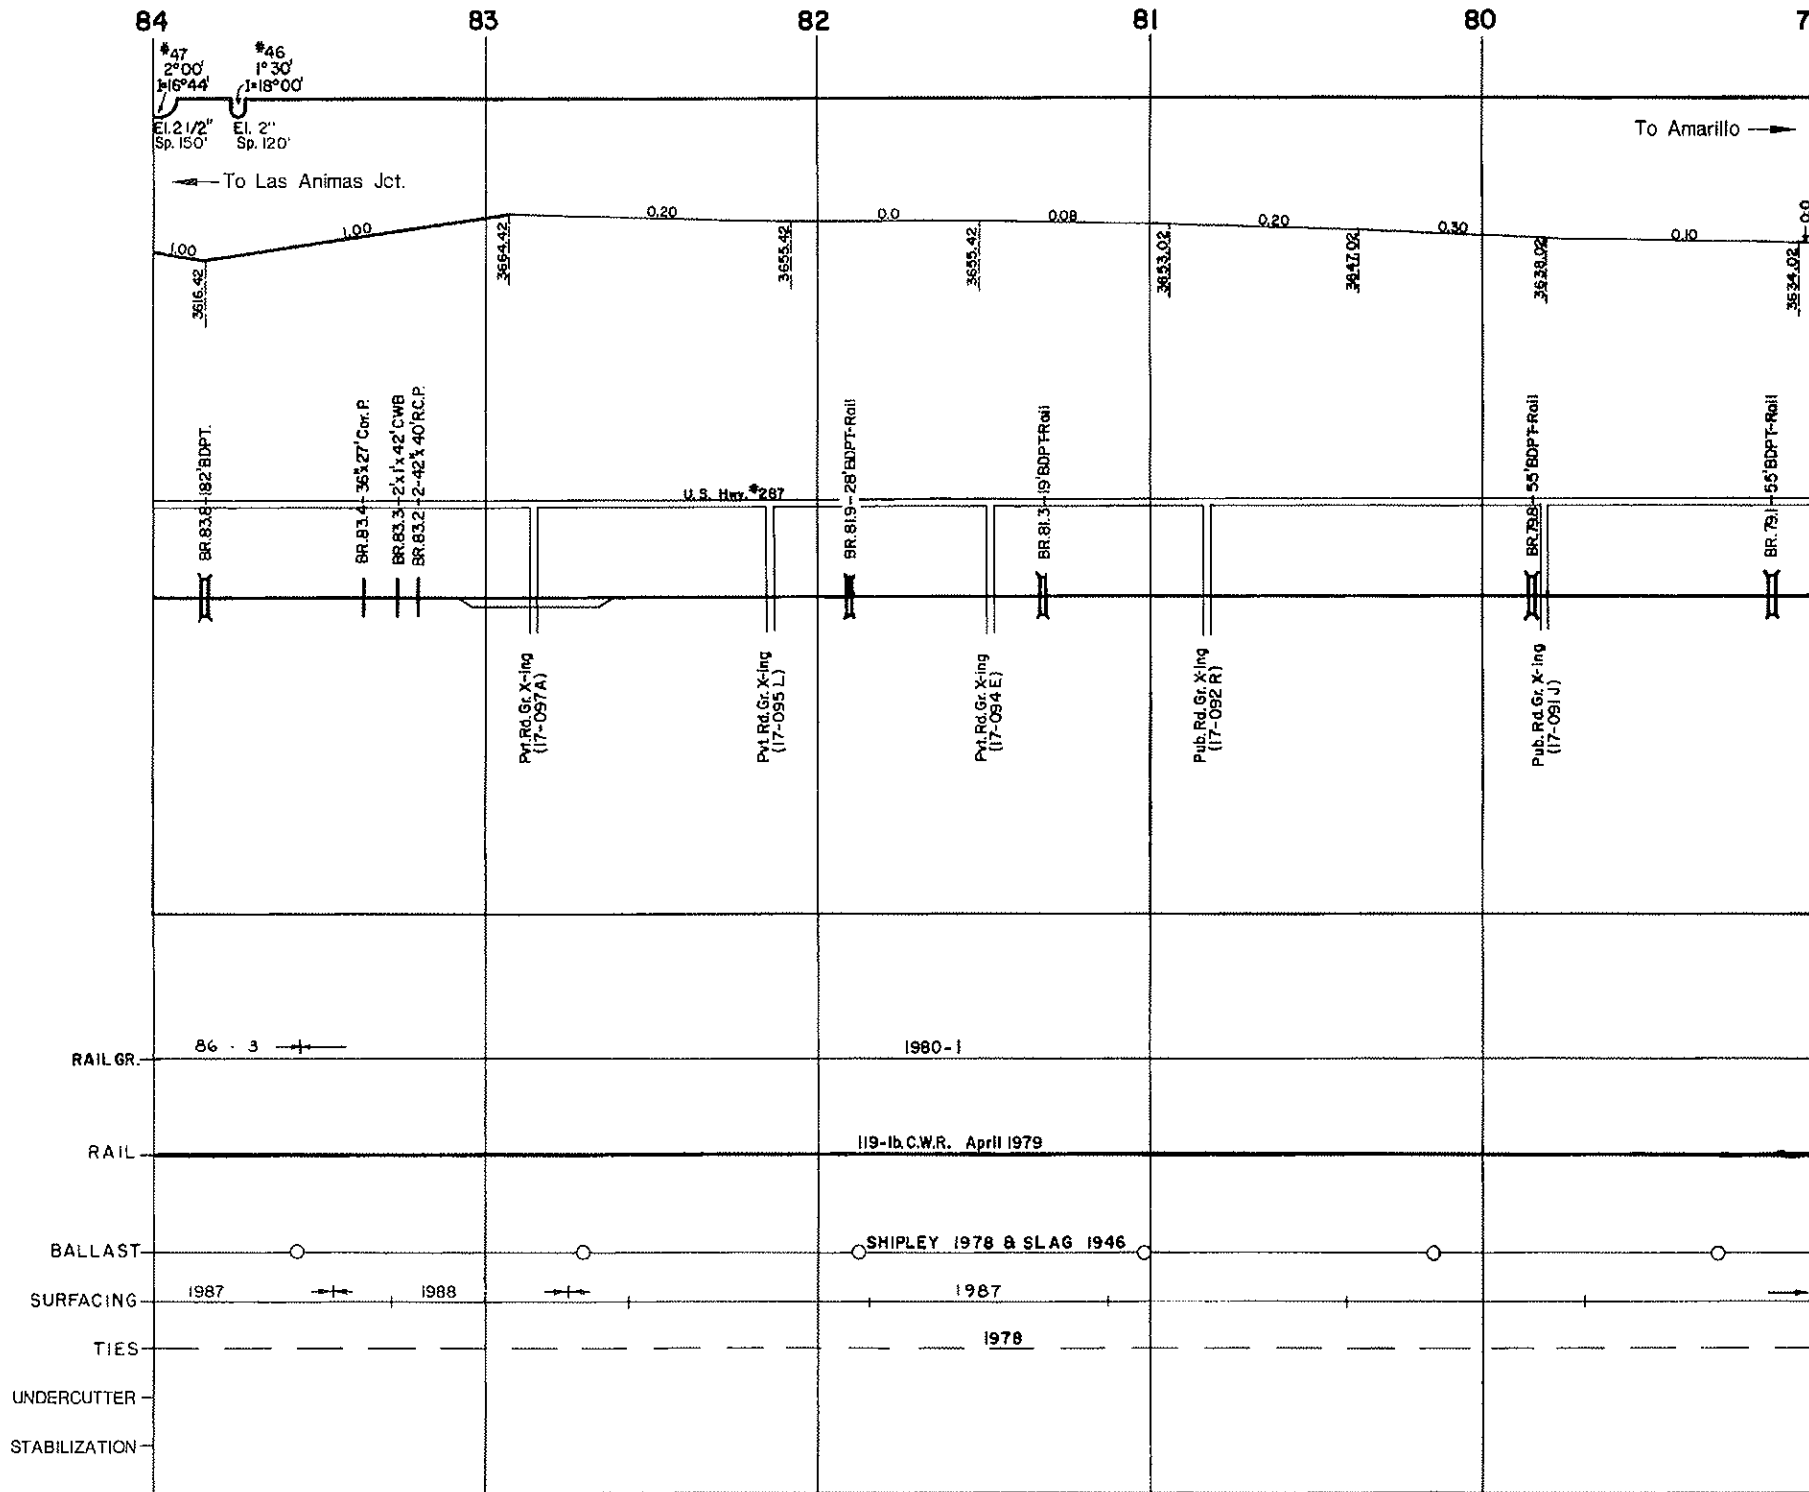 84 83 82 81 80 7
#47
2°00'
I=16°44'
#46
1°30'
I=18°00'
El. 2 1/2"
Sp. 150'
El. 2"
Sp. 120'
To Amarillo
To Las Animas Jct.
1.00 1.00 0.20 0.0 0.08 0.20 0.30 0.10 0.0
3616.42
3664.42
3655.42
3655.42
3653.02
3647.02
3638.02
3634.02
BR.83.8-182'BDPT.
BR.83.4-36"x27'Cor.P.
BR.83.3-2'x1'x42'CWB
BR.83.2-2-42"x40'R.C.P.
BR.81.9-28'BDPT-Rail
BR.81.3-19'BDPT-Rail
BR.79.8-55'BDPT-Rail
BR.79.1-55'BDPT-Rail
U.S. Hwy. #287
Pvt.Rd.Gr.X-ing
(17-097A)
Pvt.Rd.Gr.X-ing
(17-095 L)
Pvt.Rd.Gr.X-ing
(17-094 E)
Pub.Rd.Gr.X-ing
(17-092 R)
Pub.Rd.Gr.X-ing
(17-091 J)
RAIL GR. 86 - 3 1980-1
RAIL 119-lb.C.W.R. April 1979
BALLAST SHIPLEY 1978 & SLAG 1946
SURFACING 1987 1988 1987
TIES 1978
UNDERCUTTER
STABILIZATION